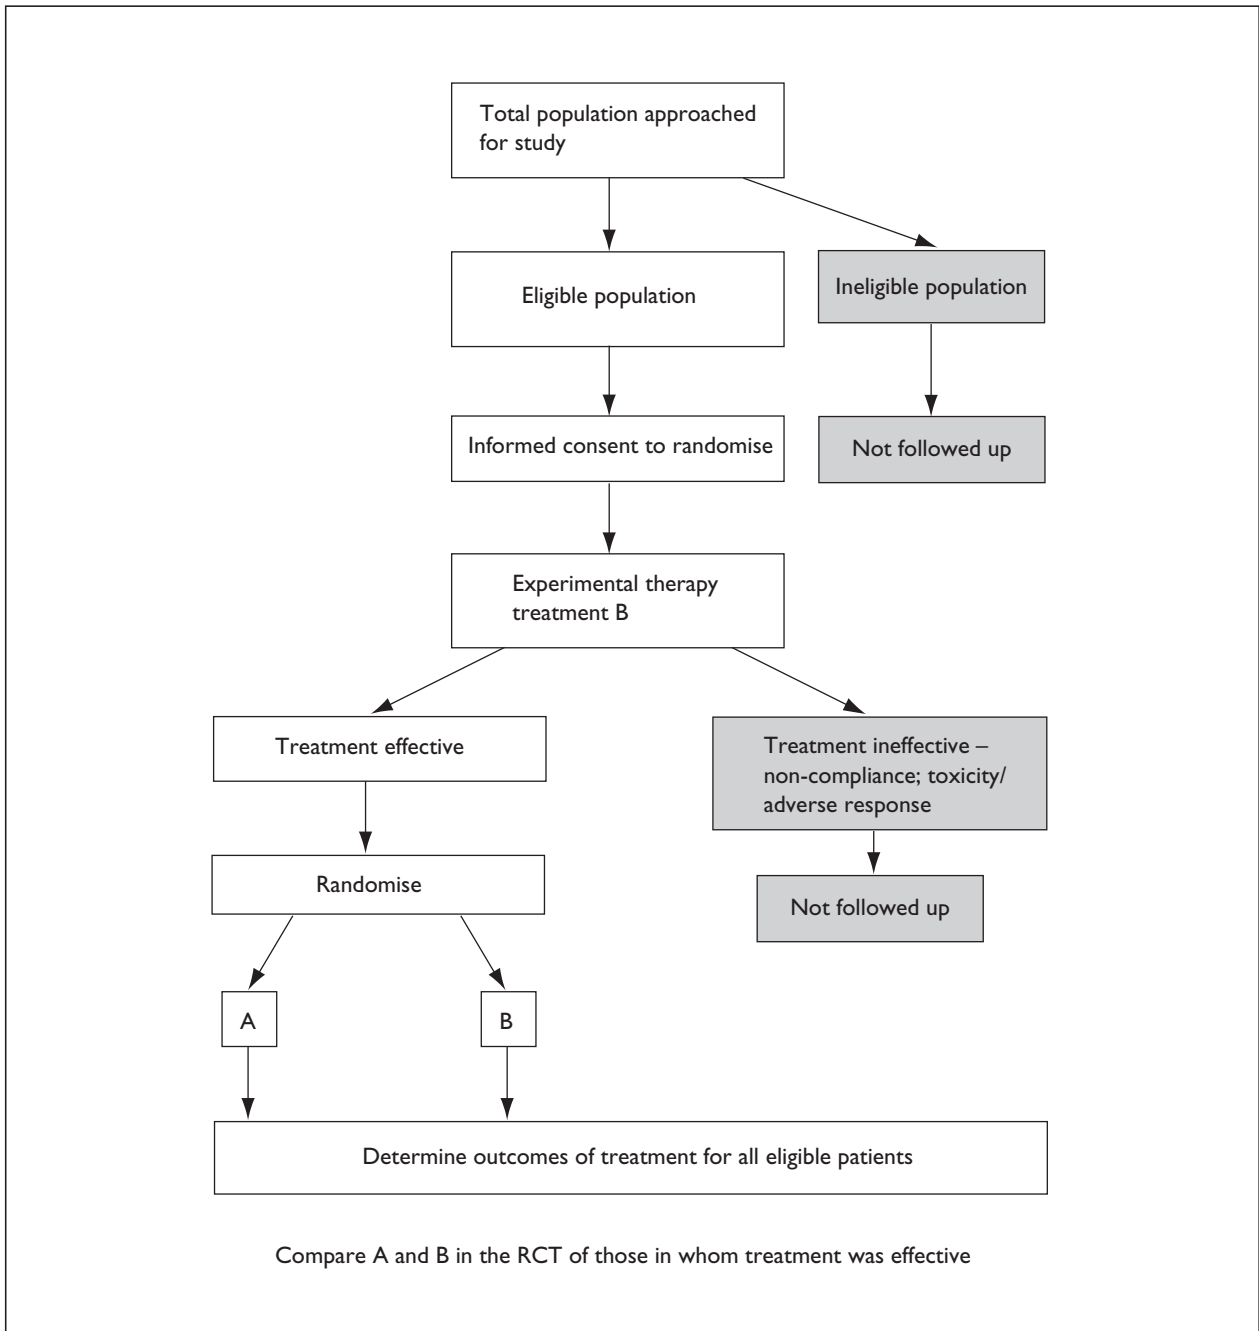 Total population approached
for study
Eligible population
Ineligible population
Informed consent to randomise
Not followed up
Experimental therapy
treatment B
Treatment effective
Treatment ineffective –
non-compliance; toxicity/
adverse response
Randomise
Not followed up
A
B
Determine outcomes of treatment for all eligible patients
Compare A and B in the RCT of those in whom treatment was effective